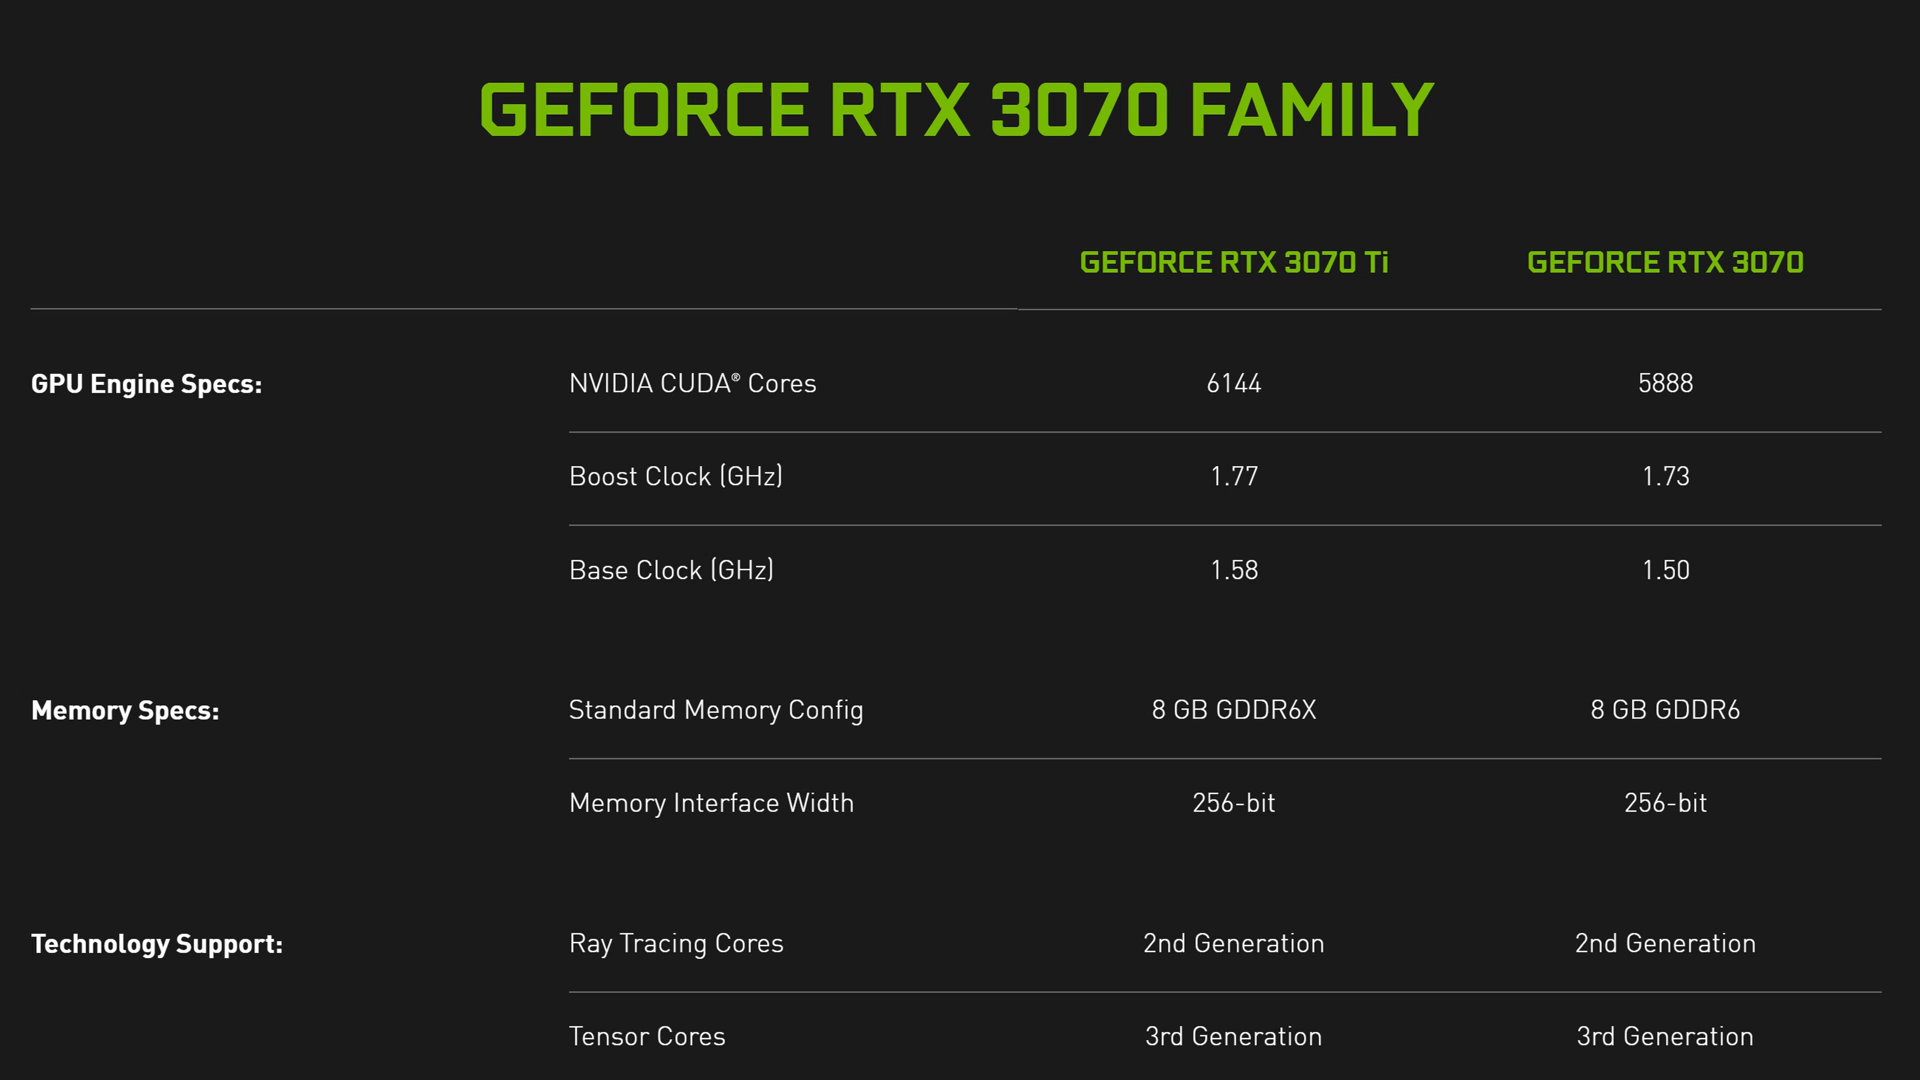 GEFORCE RTX 3070 FAMILY
GEFORCE RTX 3070 Ti GEFORCE RTX 3070
GPU Engine Specs: NVIDIA CUDA® Cores 6144 5888
Boost Clock (GHz) 1.77 1.73
Base Clock (GHz) 1.58 1.50
Memory Specs: Standard Memory Config 8 GB GDDR6X 8 GB GDDR6
Memory Interface Width 256-bit 256-bit
Technology Support: Ray Tracing Cores 2nd Generation 2nd Generation
Tensor Cores 3rd Generation 3rd Generation